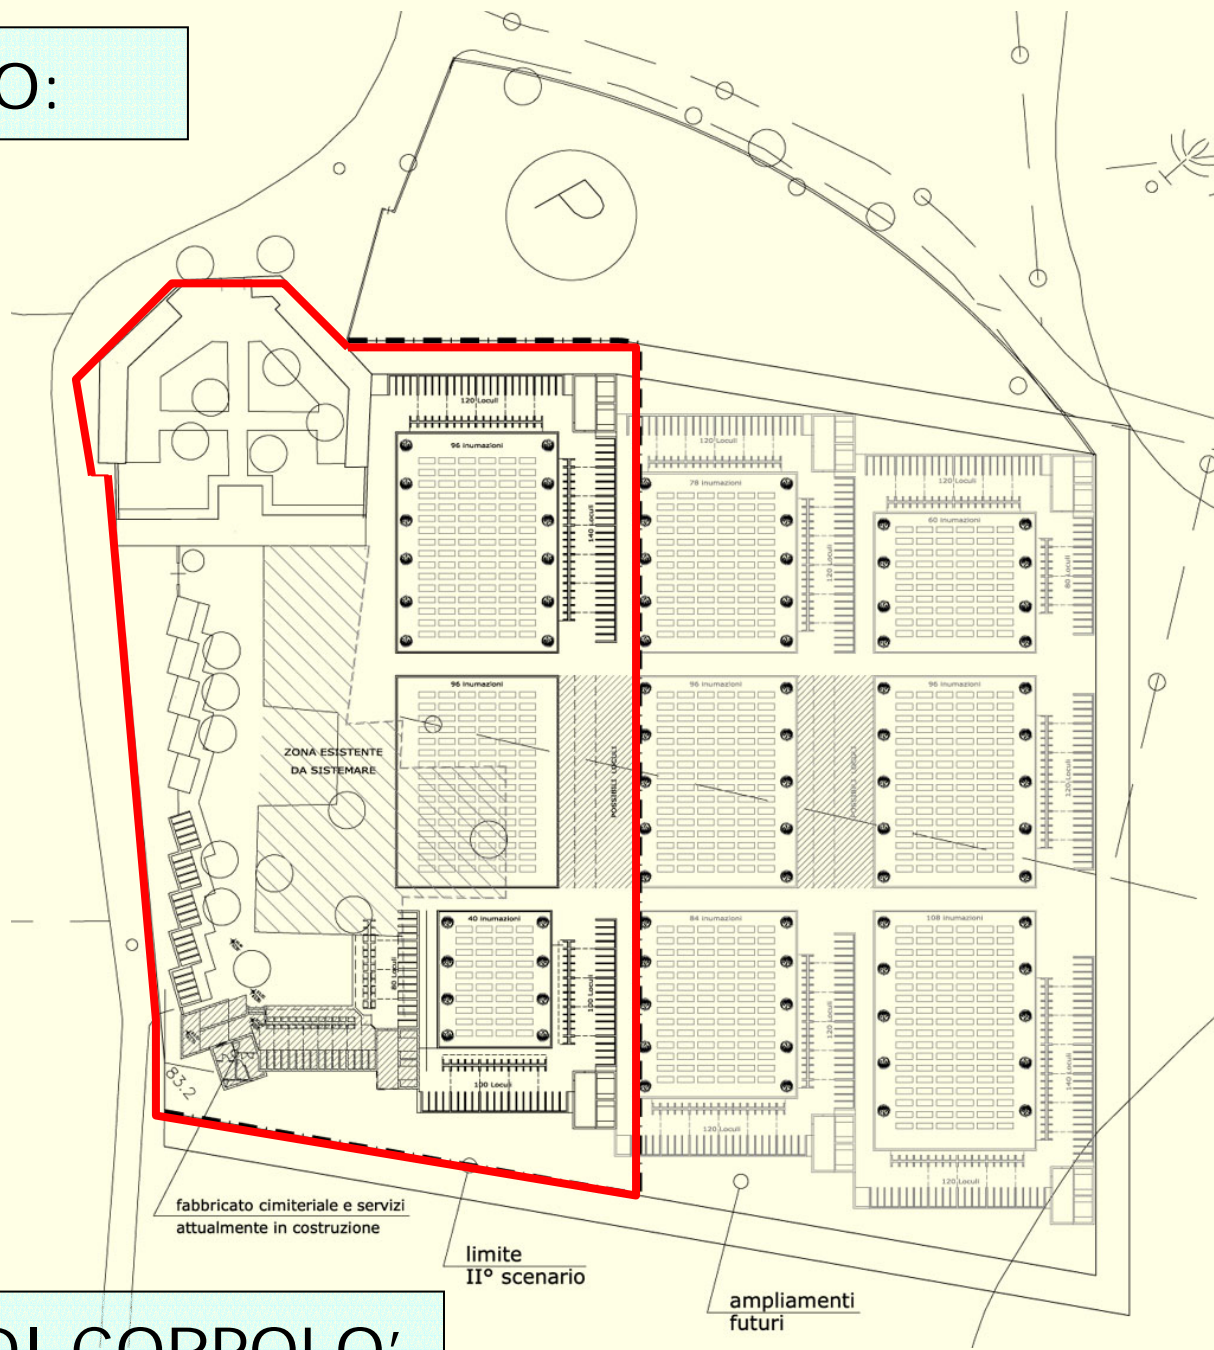 O:
P
120 Loculi
96 inumazioni
140 Loculi
120 Loculi
78 inumazioni
120 Loculi
120 Loculi
60 inumazioni
80 Loculi
ZONA ESISTENTE
DA SISTEMARE
96 inumazioni
POSSIBILI LOCULI
96 inumazioni
POSSIBILI LOCULI
96 inumazioni
120 Loculi
80 Loculi
40 inumazioni
100 Loculi
100 Loculi
84 inumazioni
120 Loculi
120 Loculi
108 inumazioni
140 Loculi
120 Loculi
83.2
fabbricato cimiteriale e servizi
attualmente in costruzione
limite
II° scenario
ampliamenti
futuri
DI COPPOLO'